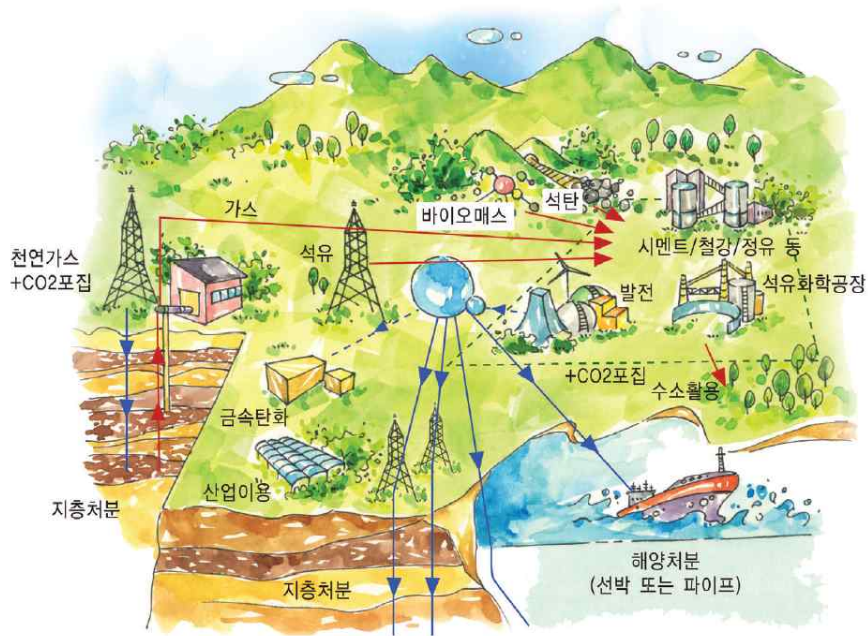 가스
바이오매스
석탄
시멘트/철강/정유 등
천연가스
+CO2포집
석유
발전
석유화학공장
+CO2포집
수소활용
금속탄화
산업이용
지층처분
지층처분
해양처분
(선박 또는 파이프)